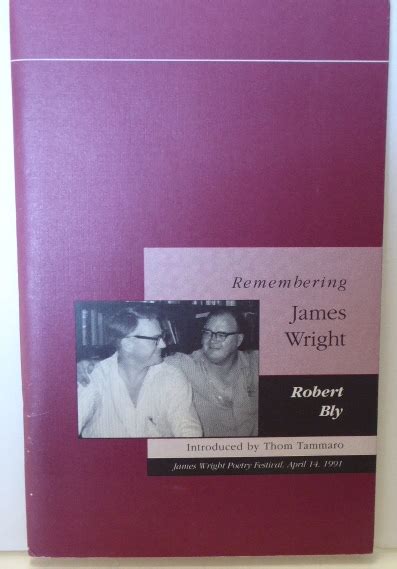 Remembering
James
Wright
Robert
Bly
Introduced by Thom Tammaro
James Wright Poetry Festival, April 14, 1991